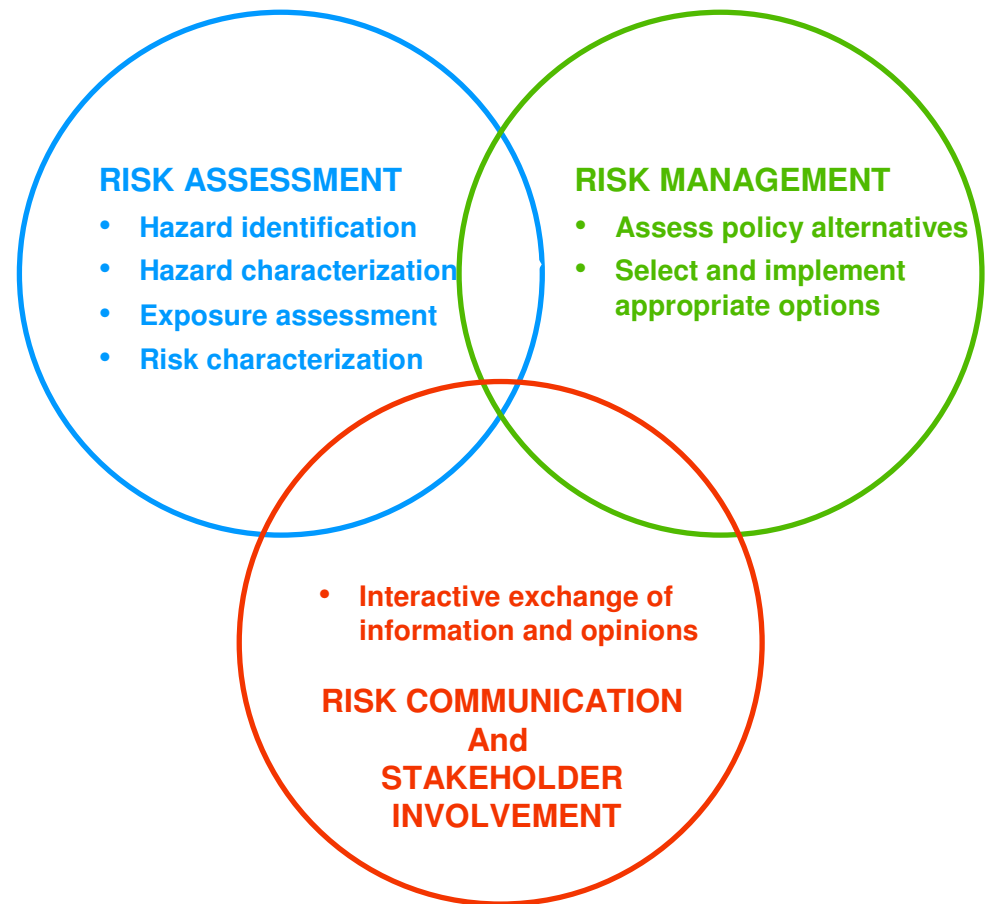 RISK ASSESSMENT
• Hazard identification
• Hazard characterization
• Exposure assessment
• Risk characterization
RISK MANAGEMENT
• Assess policy alternatives
• Select and implement
appropriate options
• Interactive exchange of
information and opinions
RISK COMMUNICATION
And
STAKEHOLDER
INVOLVEMENT